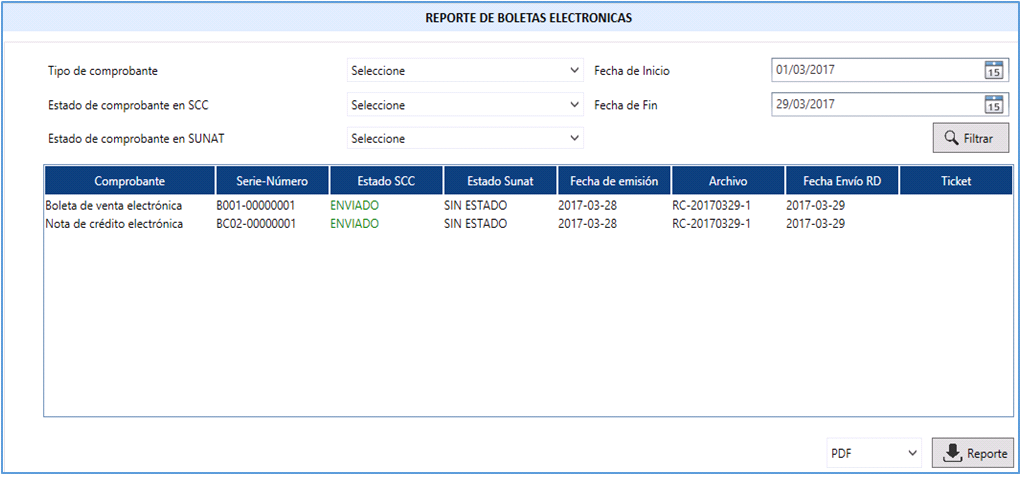 REPORTE DE BOLETAS ELECTRONICAS
Tipo de comprobante Seleccione Fecha de Inicio 01/03/2017 15
Estado de comprobante en SCC Seleccione Fecha de Fin 29/03/2017 15
Estado de comprobante en SUNAT Seleccione Filtrar
Comprobante Serie-Número Estado SCC Estado Sunat Fecha de emisión Archivo Fecha Envío RD Ticket
Boleta de venta electrónica B001-00000001 ENVIADO SIN ESTADO 2017-03-28 RC-20170329-1 2017-03-29
Nota de crédito electrónica BC02-00000001 ENVIADO SIN ESTADO 2017-03-28 RC-20170329-1 2017-03-29
PDF Reporte